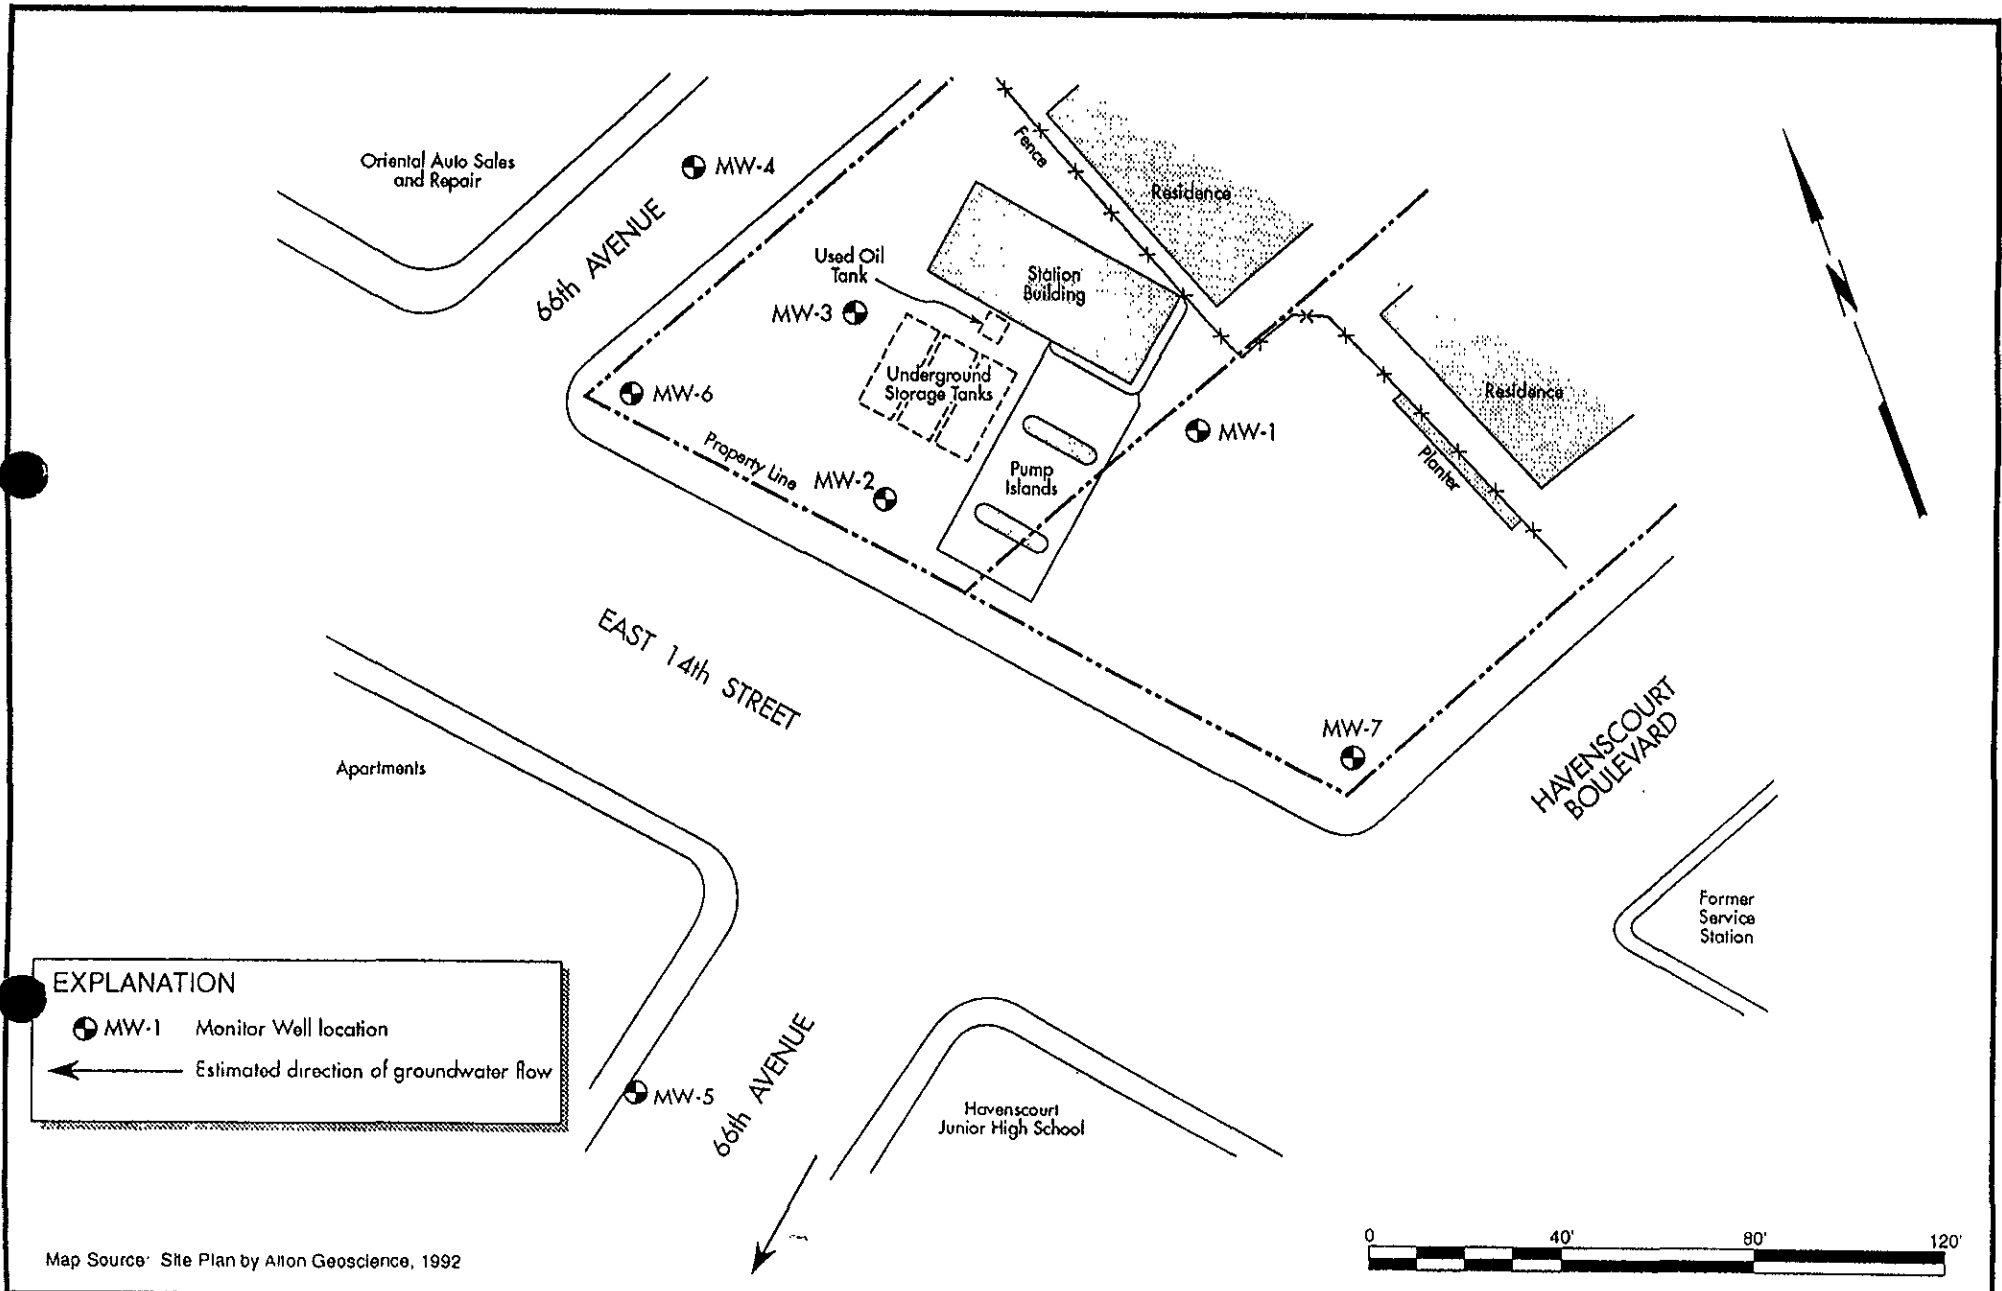 Oriental Auto Sales
and Repair
MW-4
66th AVENUE
Fence
Residence
Used Oil
Tank
Station
Building
MW-3
Underground
Storage Tanks
MW-6
MW-1
Residence
Property Line
MW-2
Pump
Islands
Planter
N
EAST 14th STREET
MW-7
HAVENSCOURT
BOULEVARD
Apartments
Former
Service
Station
EXPLANATION
MW-1 Monitor Well location
Estimated direction of groundwater flow
MW-5
66th AVENUE
Havenscourt
Junior High School
Map Source: Site Plan by Alton Geoscience, 1992
0 40' 80' 120'